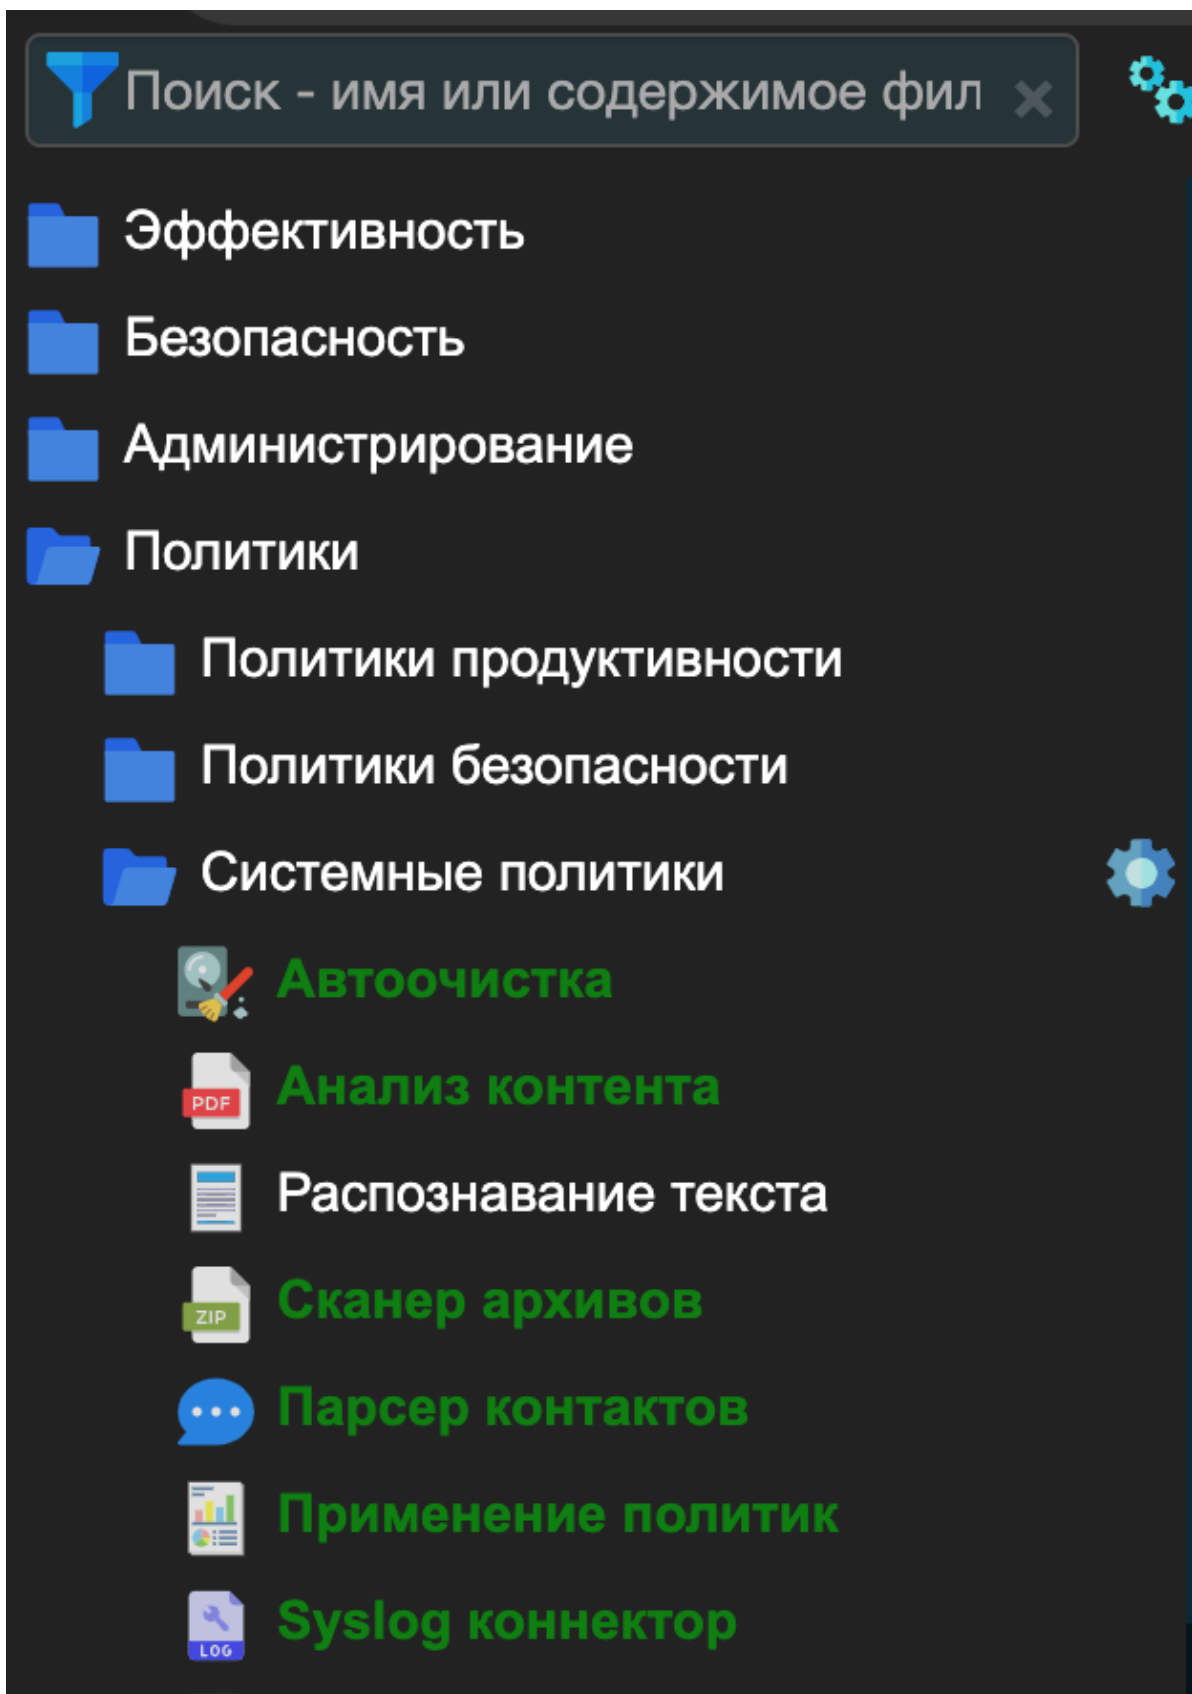 Поиск - имя или содержимое фил
Эффективность
Безопасность
Администрирование
Политики
Политики продуктивности
Политики безопасности
Системные политики
Автоочистка
PDF Анализ контента
Распознавание текста
ZIP Сканер архивов
Парсер контактов
Применение политик
LOG Syslog коннектор